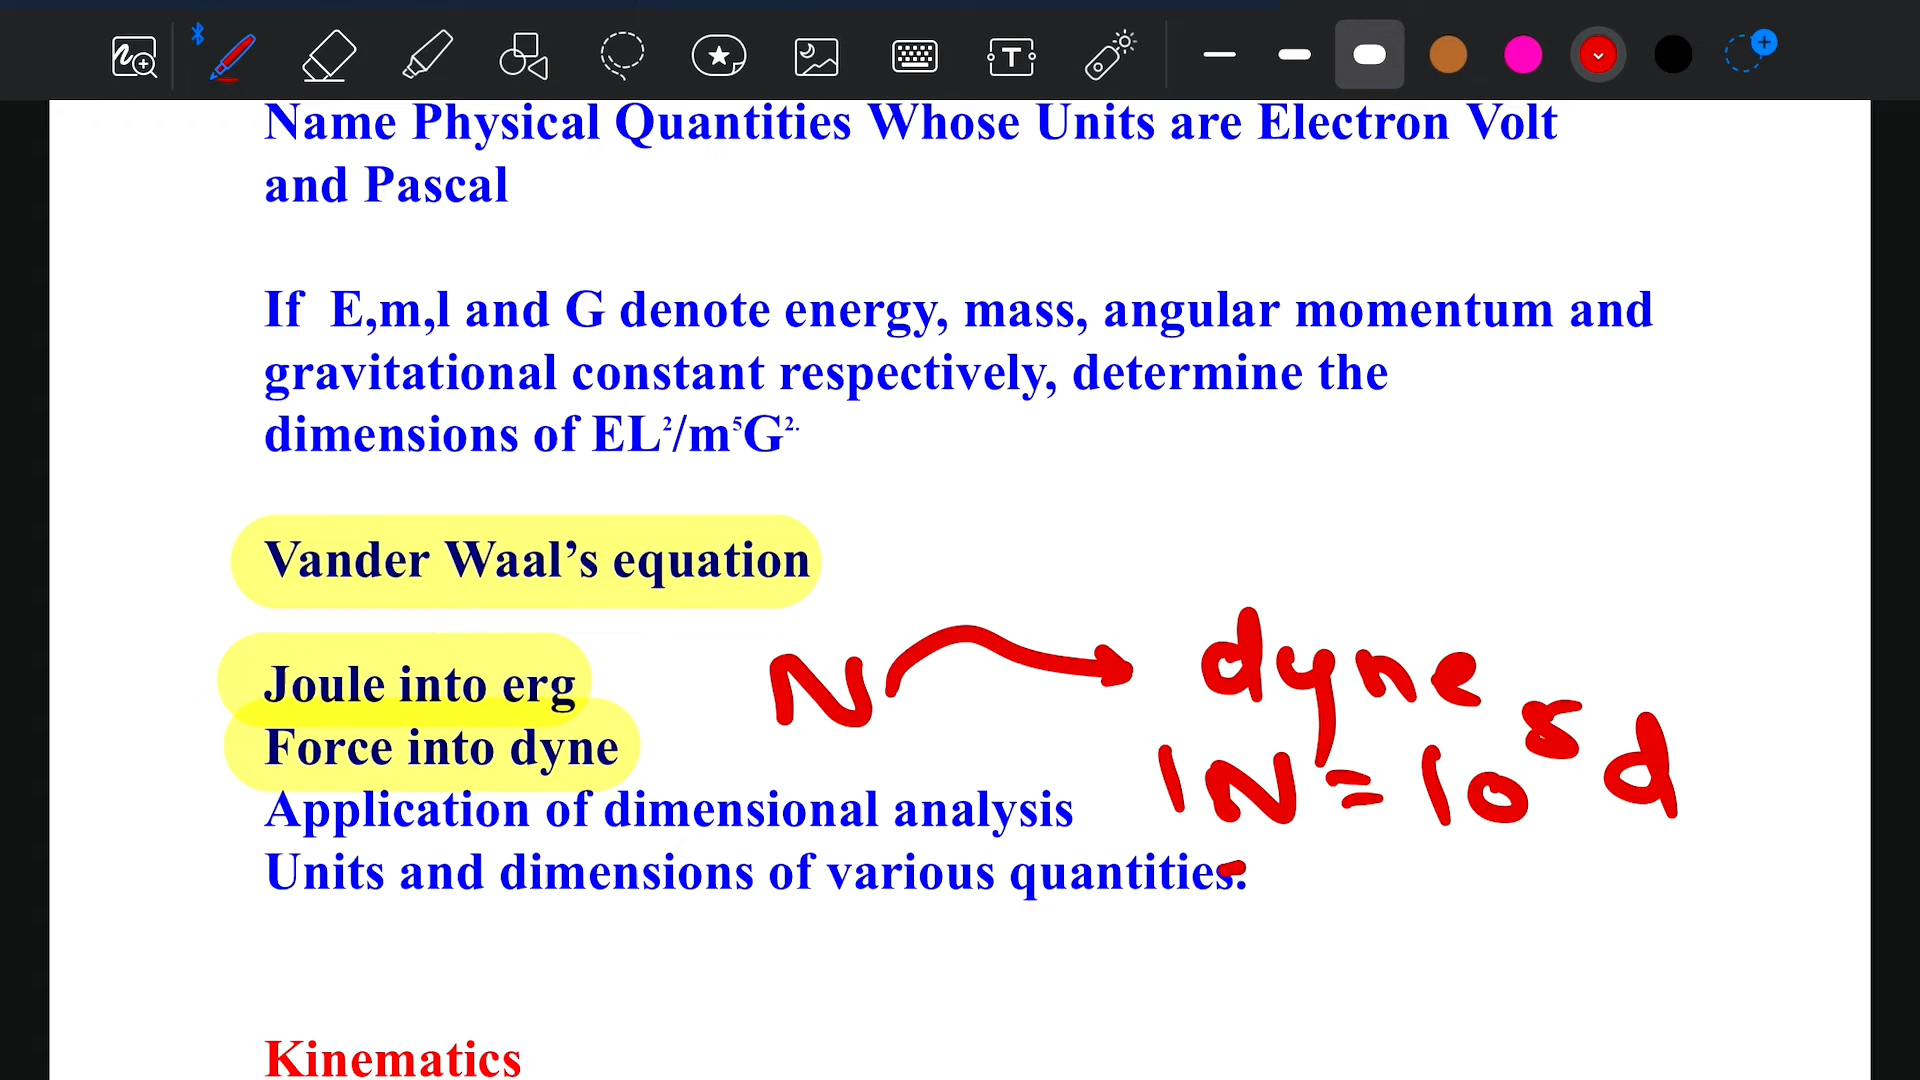 Name Physical Quantities Whose Units are Electron Volt
and Pascal
If E,m,l and G denote energy, mass, angular momentum and
gravitational constant respectively, determine the
dimensions of EL²/m⁵G²·
Vander Waal’s equation
Joule into erg
N → dyne
Force into dyne
1N = 10⁵ d
Application of dimensional analysis
Units and dimensions of various quantities.
Kinematics